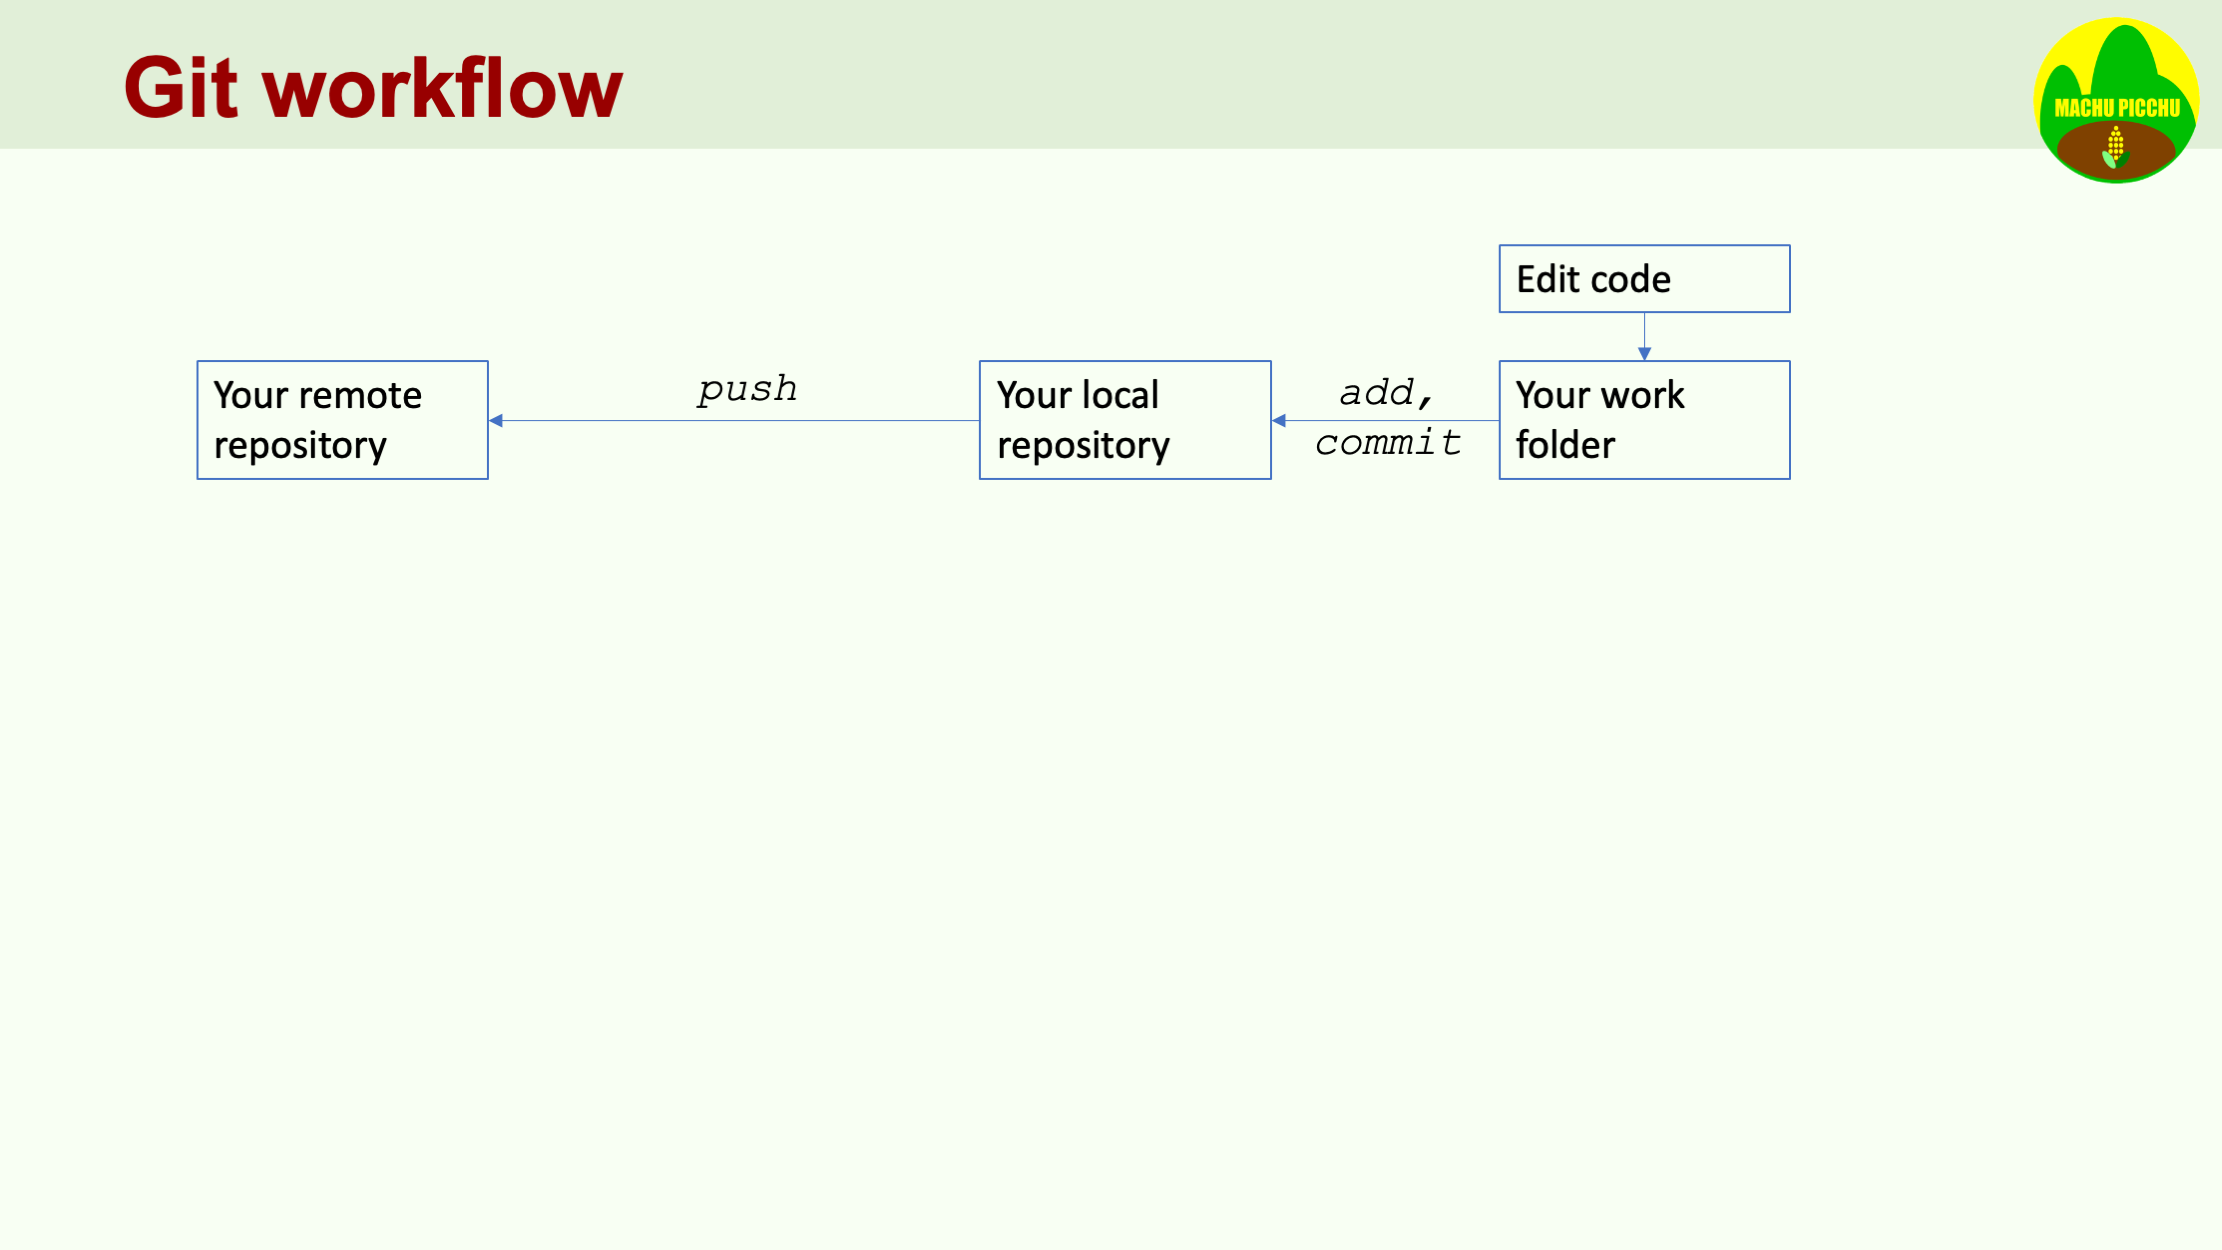 Git workflow
MACHU PICCHU
Edit code
Your remote
repository
push
Your local
repository
add,
commit
Your work
folder